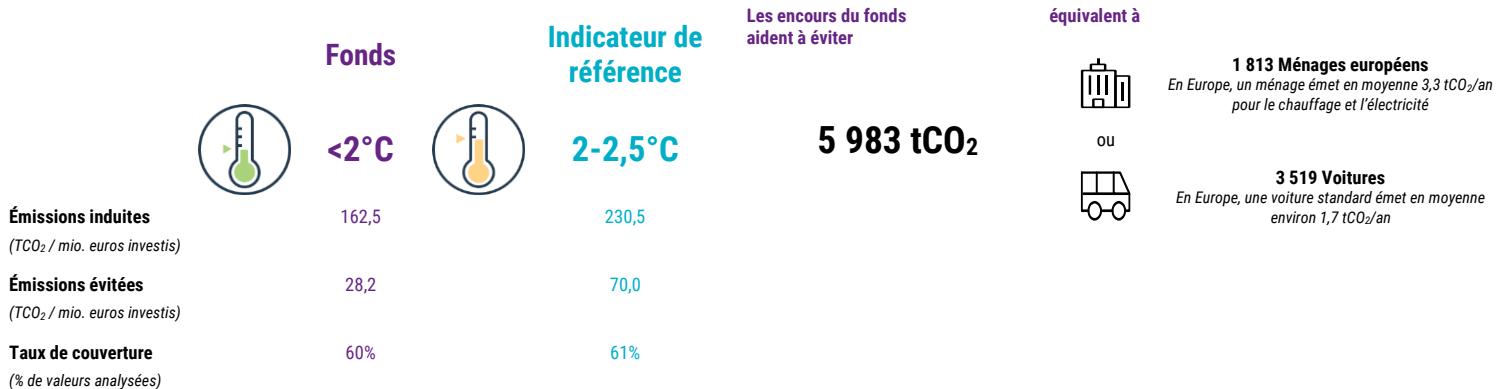 Fonds
Indicateur de
référence
<2°C
2-2,5°C
Émissions induites
162,5
230,5
(TCO₂ / mio. euros investis)
Émissions évitées
28,2
70,0
(TCO₂ / mio. euros investis)
Taux de couverture
60%
61%
(% de valeurs analysées)
Les encours du fonds
aident à éviter
5 983 tCO₂
équivalent à
1 813 Ménages européens
En Europe, un ménage émet en moyenne 3,3 tCO₂/an
pour le chauffage et l'électricité
ou
3 519 Voitures
En Europe, une voiture standard émet en moyenne
environ 1,7 tCO₂/an